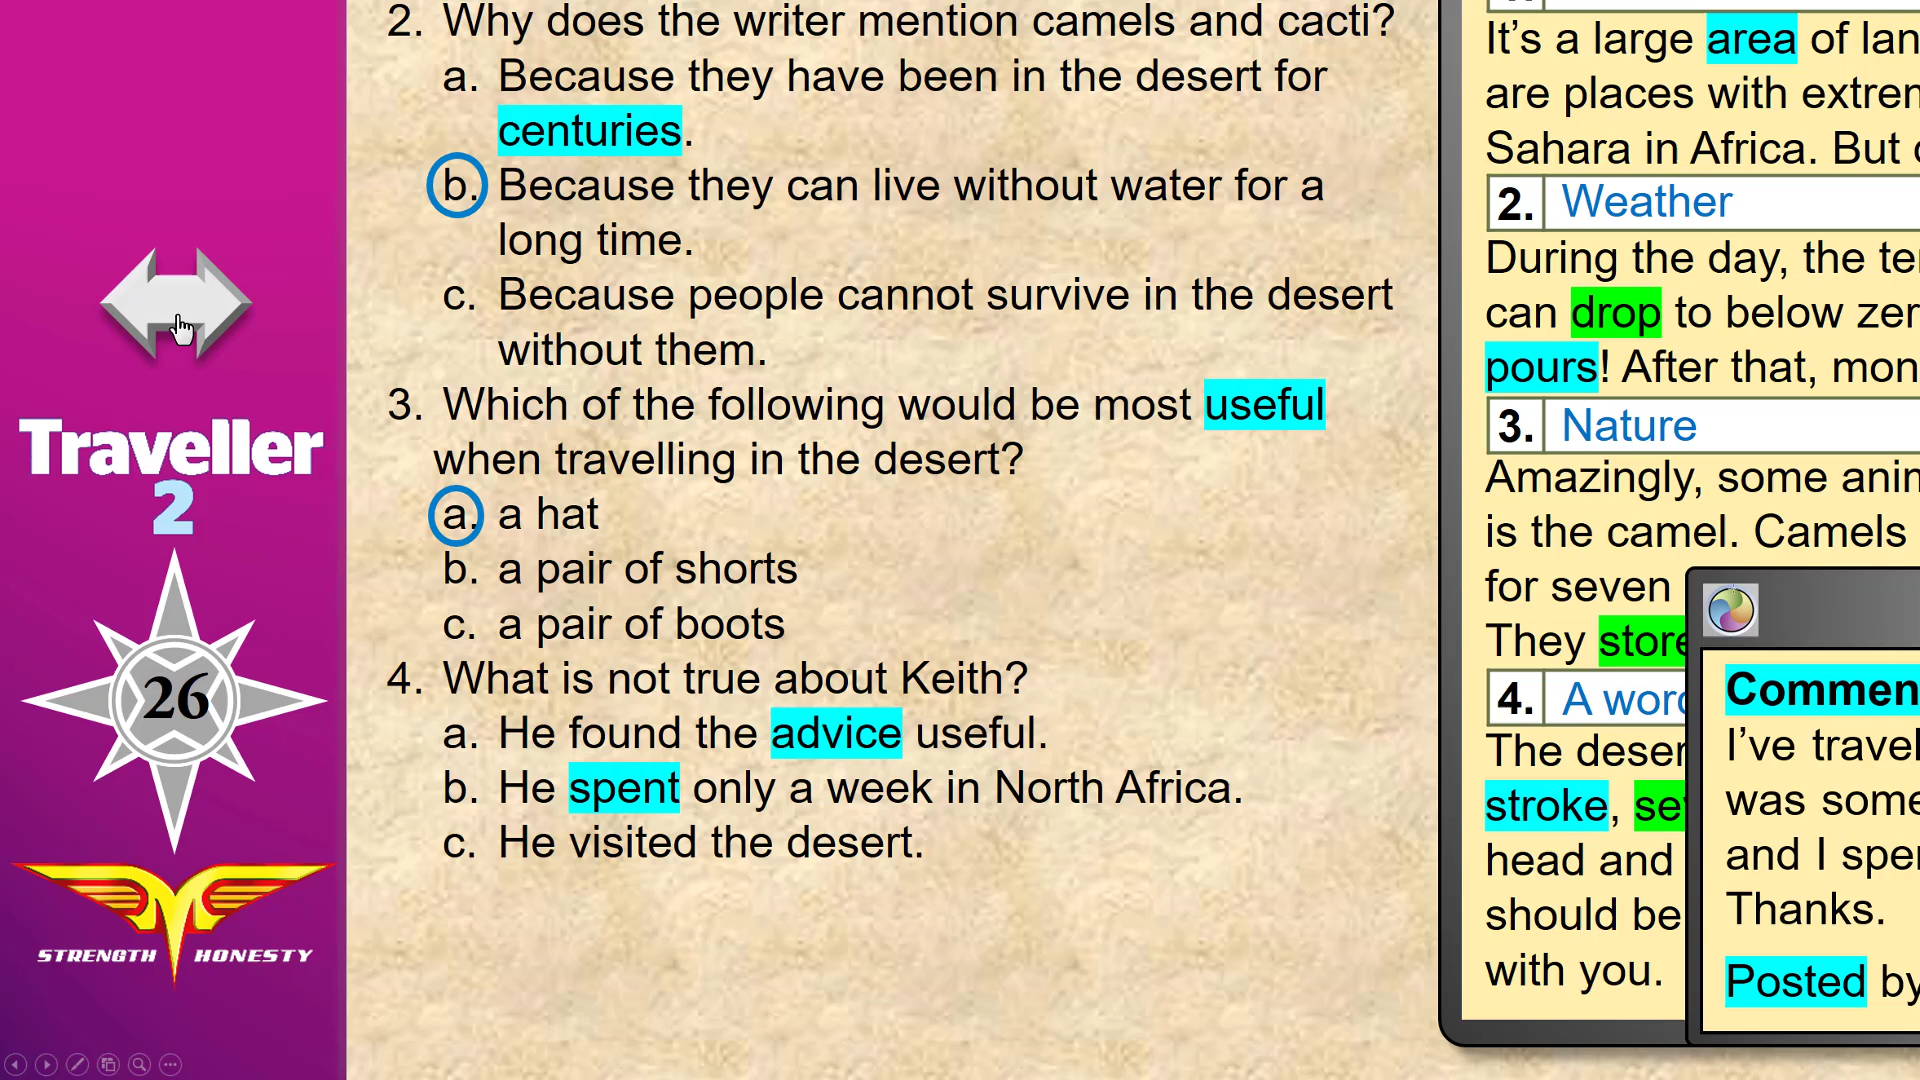 2. Why does the writer mention camels and cacti?
a. Because they have been in the desert for
centuries.
b. Because they can live without water for a
long time.
c. Because people cannot survive in the desert
without them.
3. Which of the following would be most useful
when travelling in the desert?
a. a hat
b. a pair of shorts
c. a pair of boots
4. What is not true about Keith?
a. He found the advice useful.
b. He spent only a week in North Africa.
c. He visited the desert.
Traveller
2
26
STRENGTH HONESTY
It's a large area of lan
are places with extrem
Sahara in Africa. But
2. Weather
During the day, the te
can drop to below zer
pours! After that, mon
3. Nature
Amazingly, some anim
is the camel. Camels
for seven
They store
4. A word
The deser
stroke, se
head and
should be
with you.
Commen
I've travel
was some
and I spen
Thanks.
Posted by